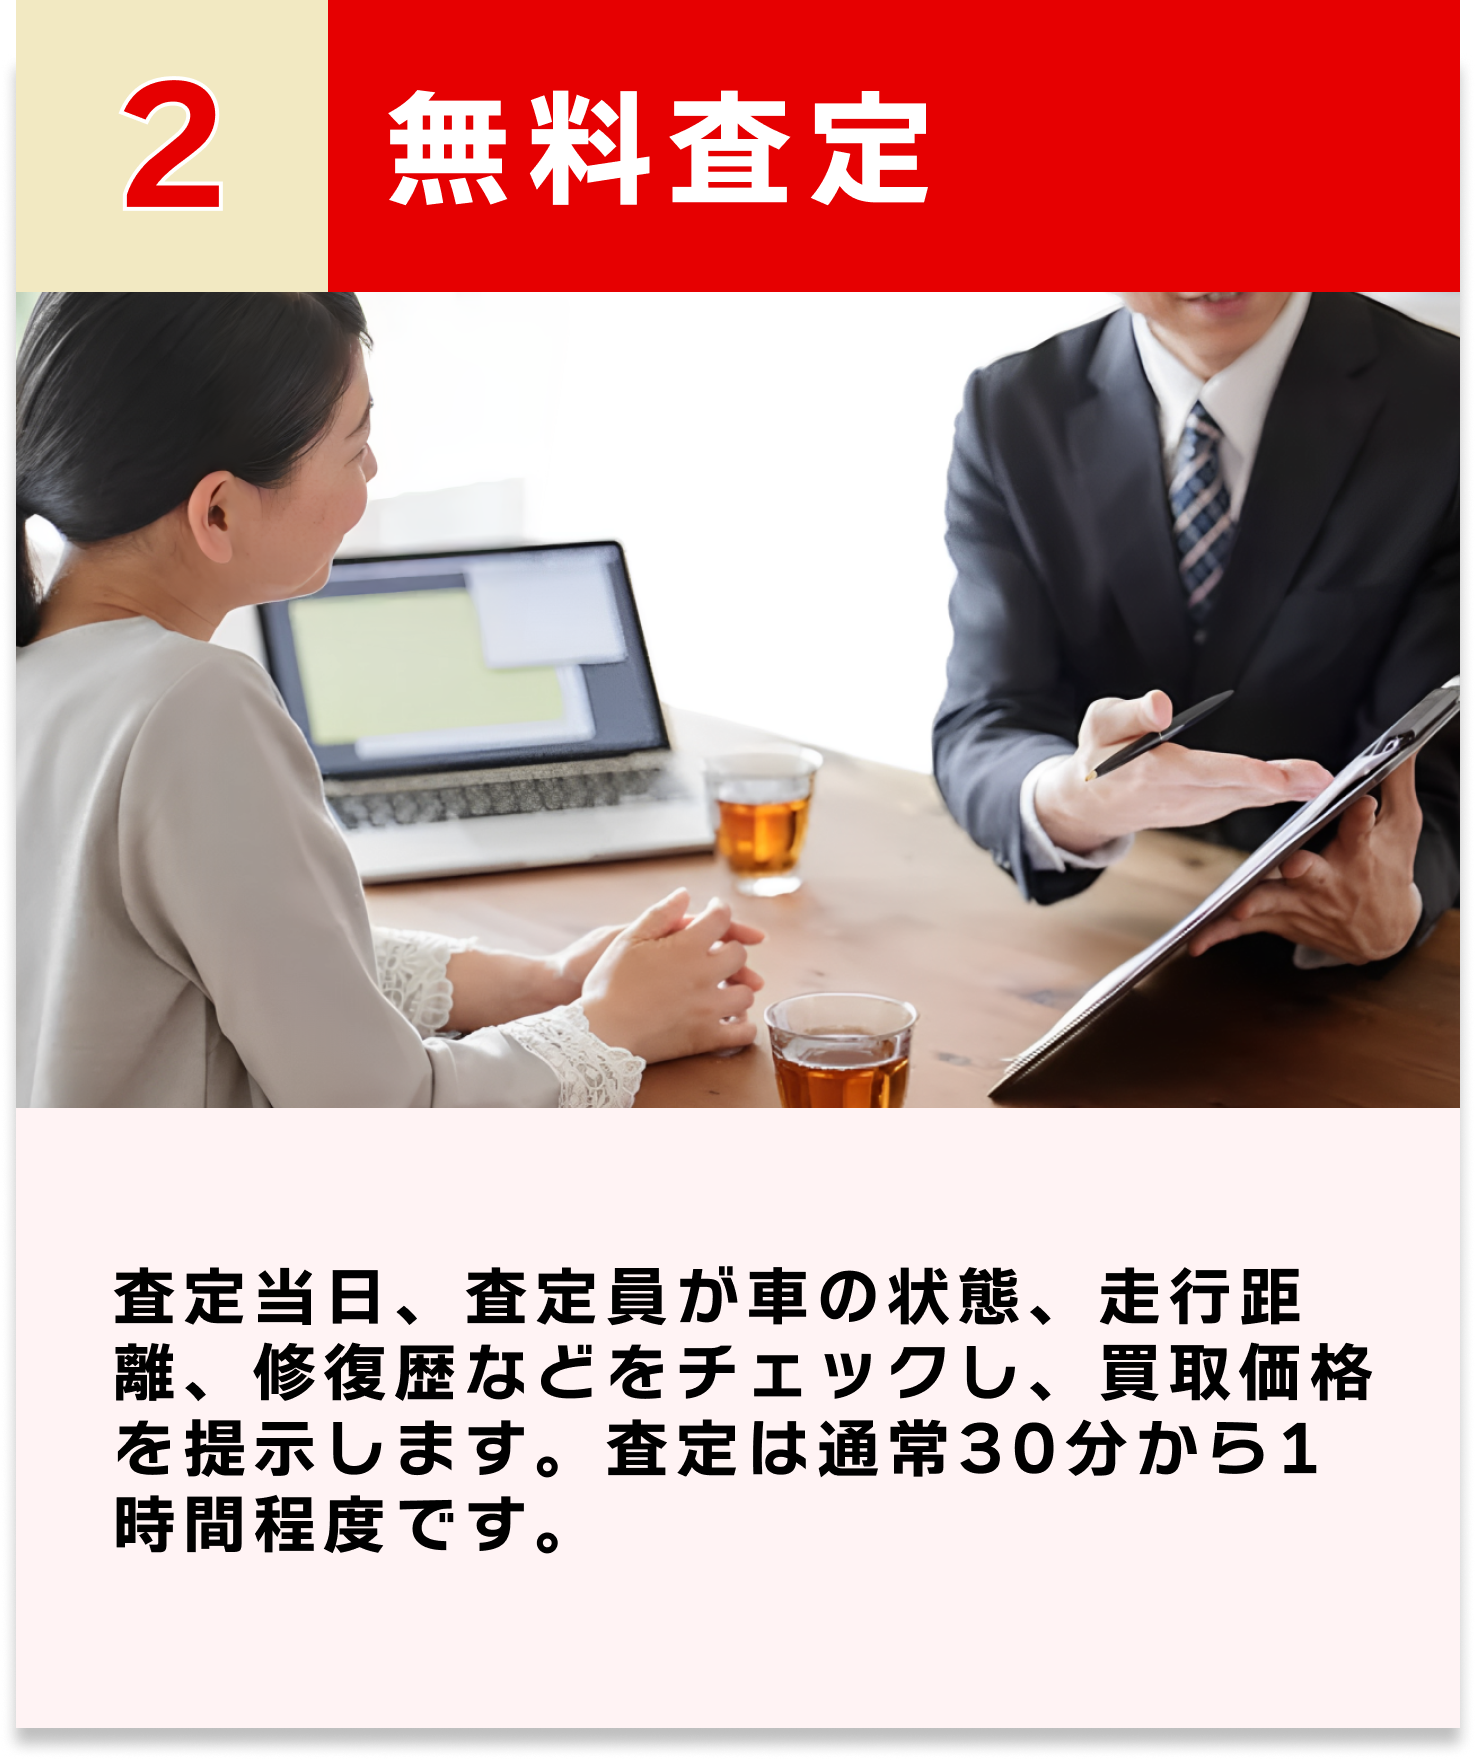 2
無料査定
査定当日、査定員が車の状態、走行距
離、修復歴などをチェックし、買取価格
を提示します。査定は通常30分から1
時間程度です。